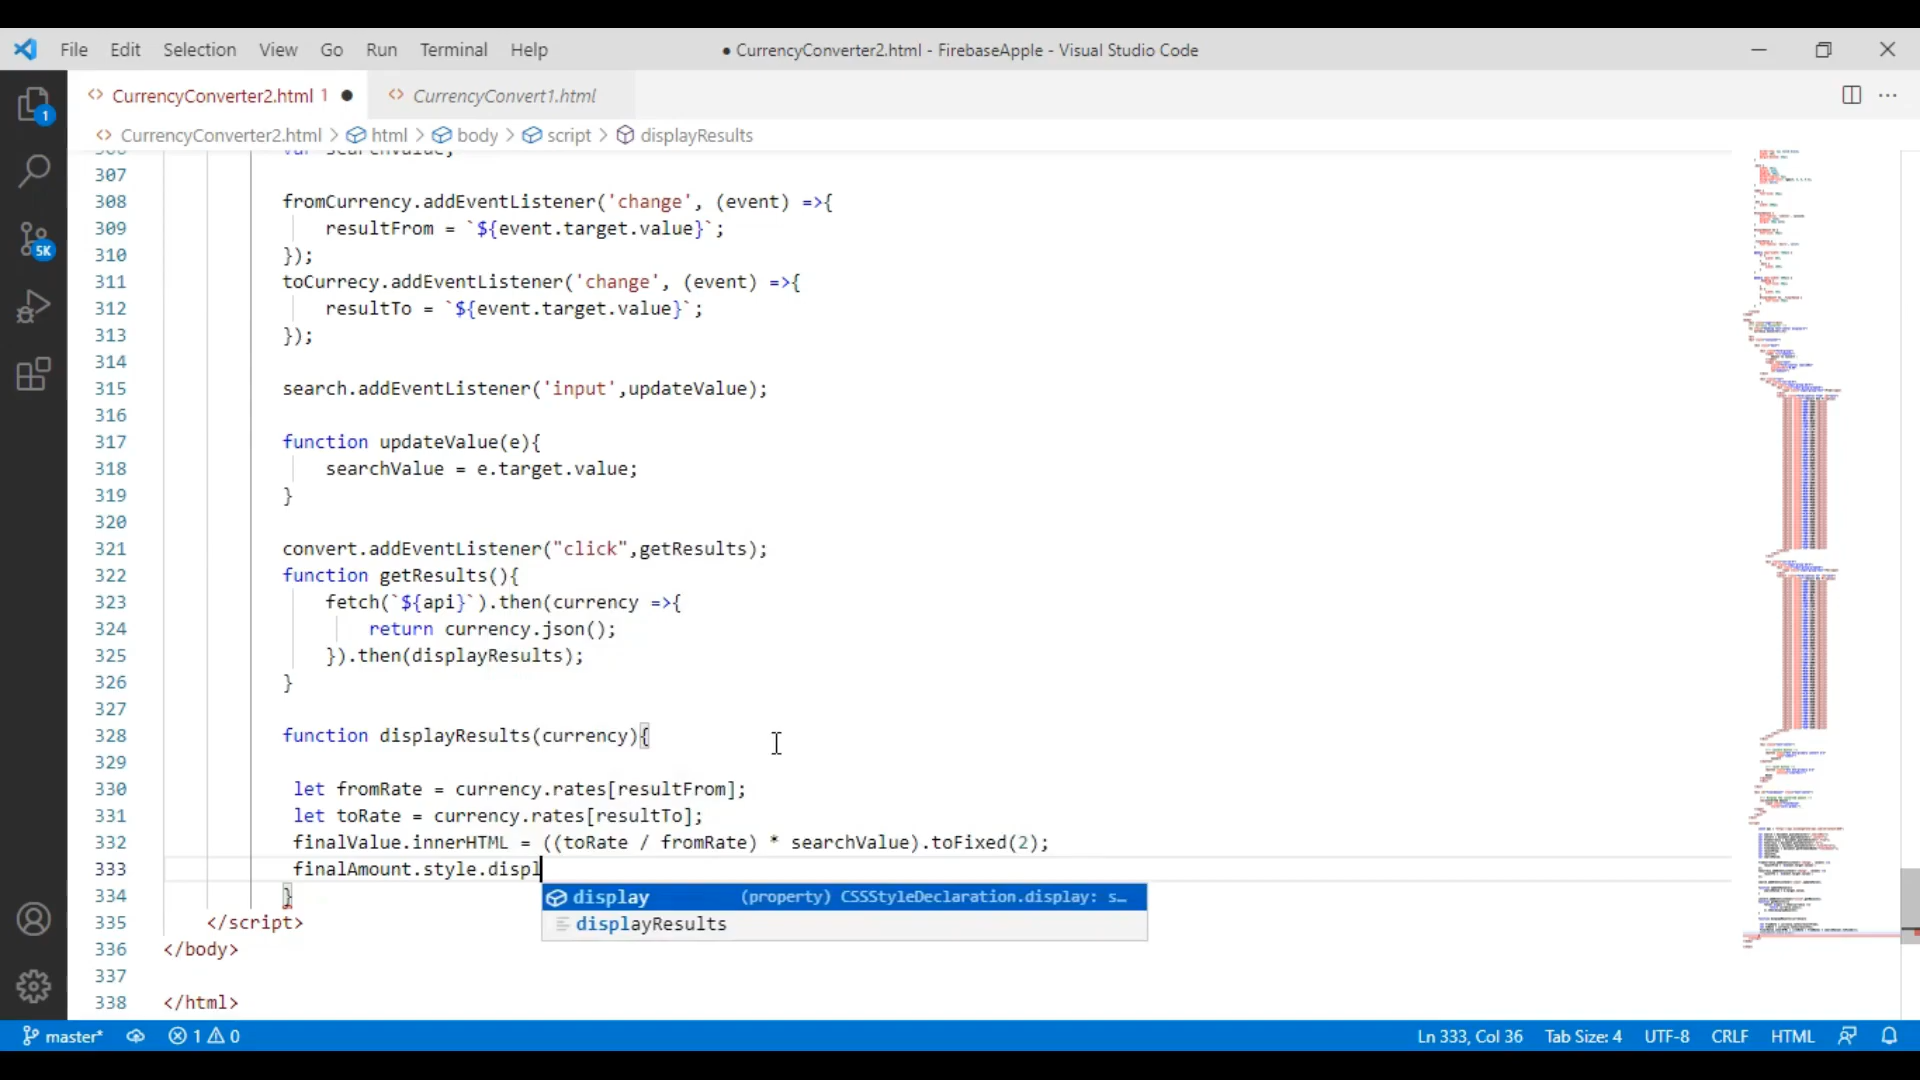 File Edit Selection View Go Run Terminal Help
● CurrencyConverter2.html - FirebaseApple - Visual Studio Code
CurrencyConverter2.html 1 ● CurrencyConvert1.html
CurrencyConverter2.html > html > body > script > displayResults
1
5K
307
308 fromCurrency.addEventListener('change', (event) =>{
309 resultFrom = `${event.target.value}`;
310 });
311 toCurrecy.addEventListener('change', (event) =>{
312 resultTo = `${event.target.value}`;
313 });
314
315 search.addEventListener('input',updateValue);
316
317 function updateValue(e){
318 searchValue = e.target.value;
319 }
320
321 convert.addEventListener("click",getResults);
322 function getResults(){
323 fetch(`${api}`).then(currency =>{
324 return currency.json();
325 }).then(displayResults);
326 }
327
328 function displayResults(currency){
329
330 let fromRate = currency.rates[resultFrom];
331 let toRate = currency.rates[resultTo];
332 finalValue.innerHTML = ((toRate / fromRate) * searchValue).toFixed(2);
333 finalAmount.style.displ
334 }
display (property) CSSStyleDeclaration.display: s…
335 </script>
displayResults
336 </body>
337
338 </html>
master* 1 0 Ln 333, Col 36 Tab Size: 4 UTF-8 CRLF HTML